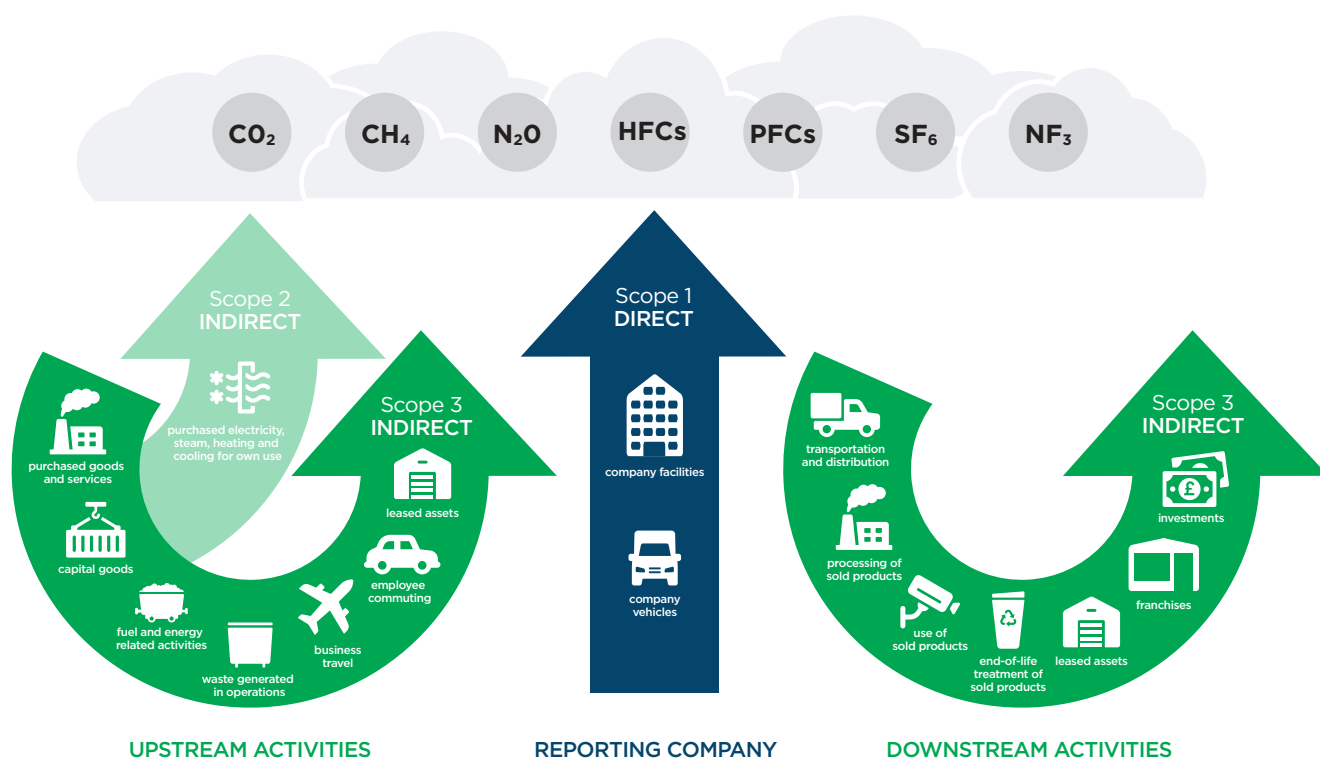 CO₂
CH₄
N₂O
HFCs
PFCs
SF₆
NF₃
Scope 2
INDIRECT
purchased electricity,
steam, heating and
cooling for own use
purchased goods
and services
capital goods
fuel and energy
related activities
waste generated
in operations
business
travel
employee
commuting
leased assets
Scope 3
INDIRECT
Scope 1
DIRECT
company facilities
company
vehicles
transportation
and distribution
processing of
sold products
use of
sold products
end-of-life
treatment of
sold products
leased assets
franchises
£
investments
Scope 3
INDIRECT
UPSTREAM ACTIVITIES
REPORTING COMPANY
DOWNSTREAM ACTIVITIES